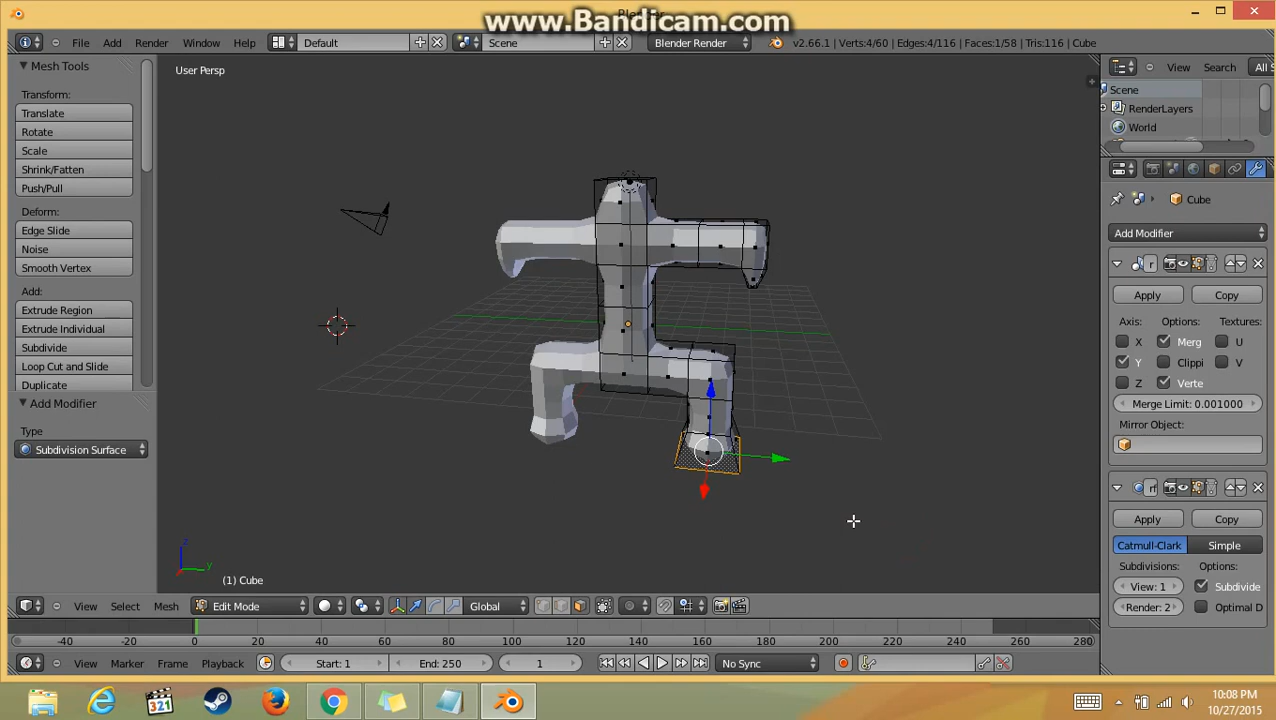 www.Bandicam.com
File Add Render Window Help Default Scene Blender Render v2.66.1 | Verts:4/60 | Edges:4/116 | Faces:1/58 | Tris:116 | Cube
Mesh Tools
Transform:
Translate
Rotate
Scale
Shrink/Fatten
Push/Pull
Deform:
Edge Slide
Noise
Smooth Vertex
Add:
Extrude Region
Extrude Individual
Subdivide
Loop Cut and Slide
Duplicate
Add Modifier
Type
Subdivision Surface
User Persp
z
y
(1) Cube
View Select Mesh Edit Mode Global
View Search All S
Scene
RenderLayers
World
Cube
Add Modifier
Apply Copy
Axis: Options: Textures:
X Merg U
Y Clippi V
Z Verte
Merge Limit: 0.001000
Mirror Object:
Apply Copy
Catmull-Clark Simple
Subdivisions: Options:
View: 1 Subdivide
Render: 2 Optimal D
-40 -20 0 20 40 60 80 100 120 140 160 180 200 220 240 260 280
View Marker Frame Playback Start: 1 End: 250 1 No Sync
321
10:08 PM
10/27/2015